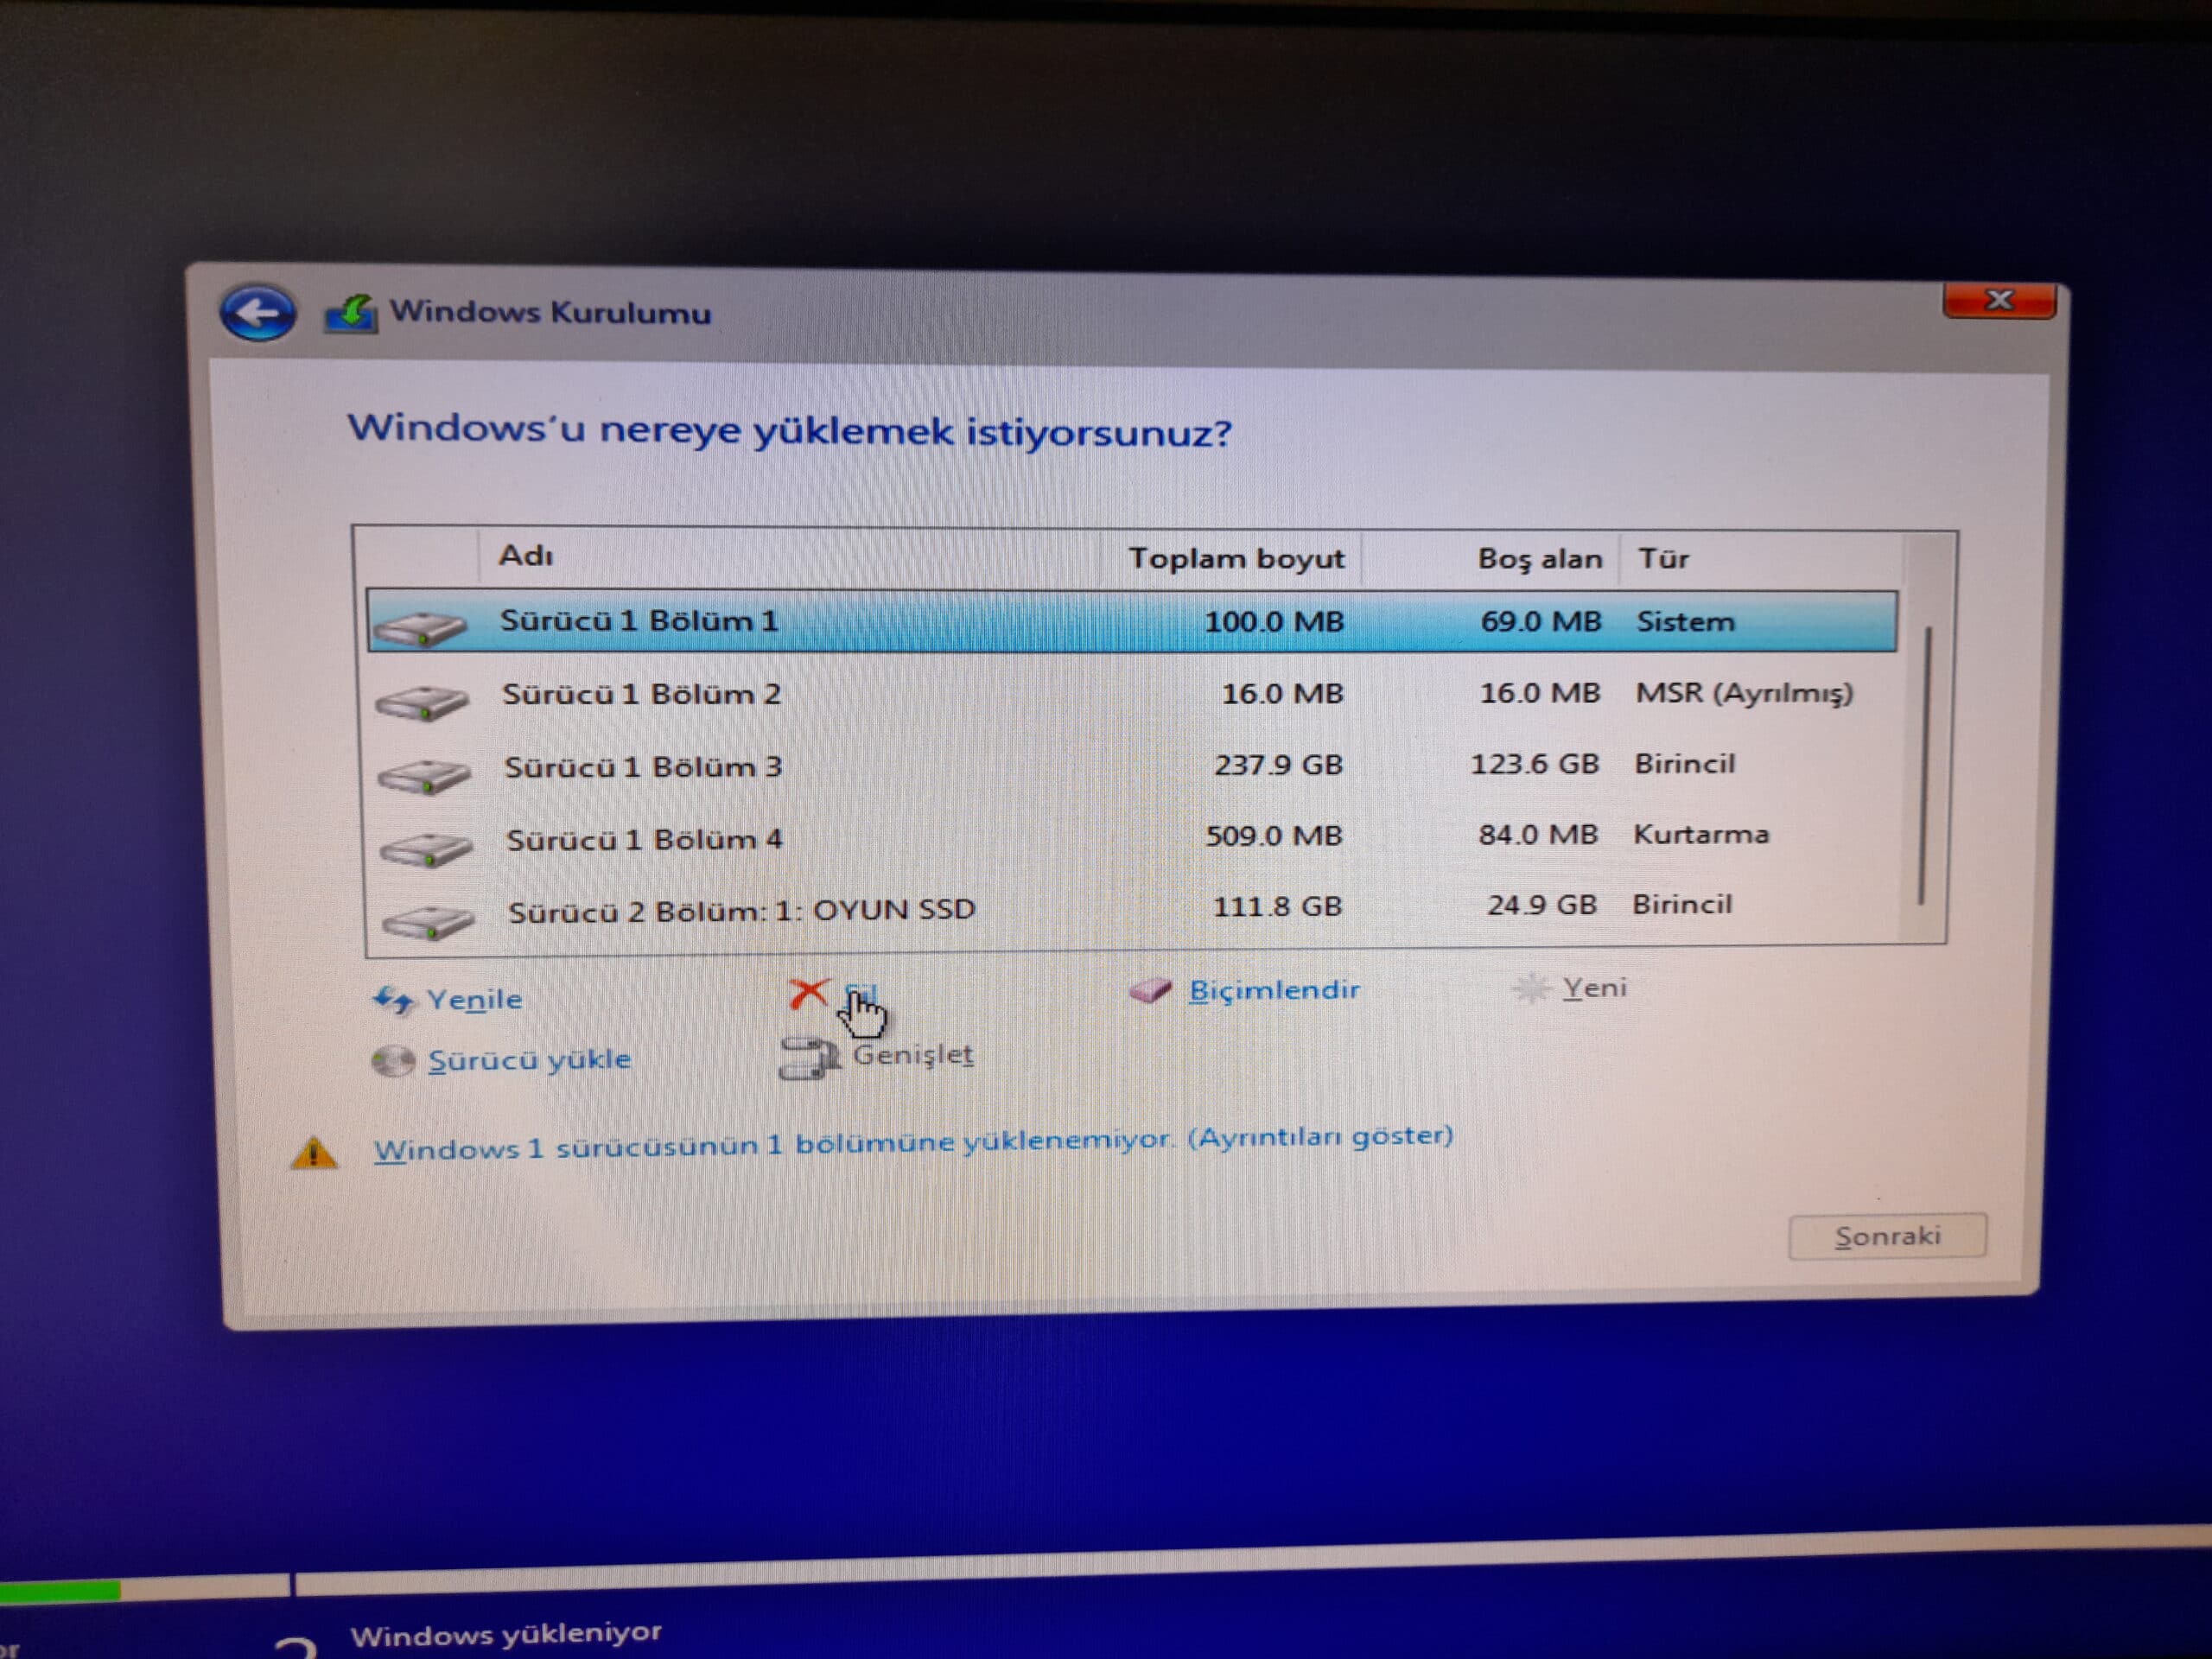 Windows Kurulumu
Windows'u nereye yüklemek istiyorsunuz?
Adı Toplam boyut Boş alan Tür
Sürücü 1 Bölüm 1 100.0 MB 69.0 MB Sistem
Sürücü 1 Bölüm 2 16.0 MB 16.0 MB MSR (Ayrılmış)
Sürücü 1 Bölüm 3 237.9 GB 123.6 GB Birincil
Sürücü 1 Bölüm 4 509.0 MB 84.0 MB Kurtarma
Sürücü 2 Bölüm: 1: OYUN SSD 111.8 GB 24.9 GB Birincil
Yenile Sil Biçimlendir Yeni
Sürücü yükle Genişlet
Windows 1 sürücüsünün 1 bölümüne yüklenemiyor. (Ayrıntıları göster)
Sonraki
Windows yükleniyor